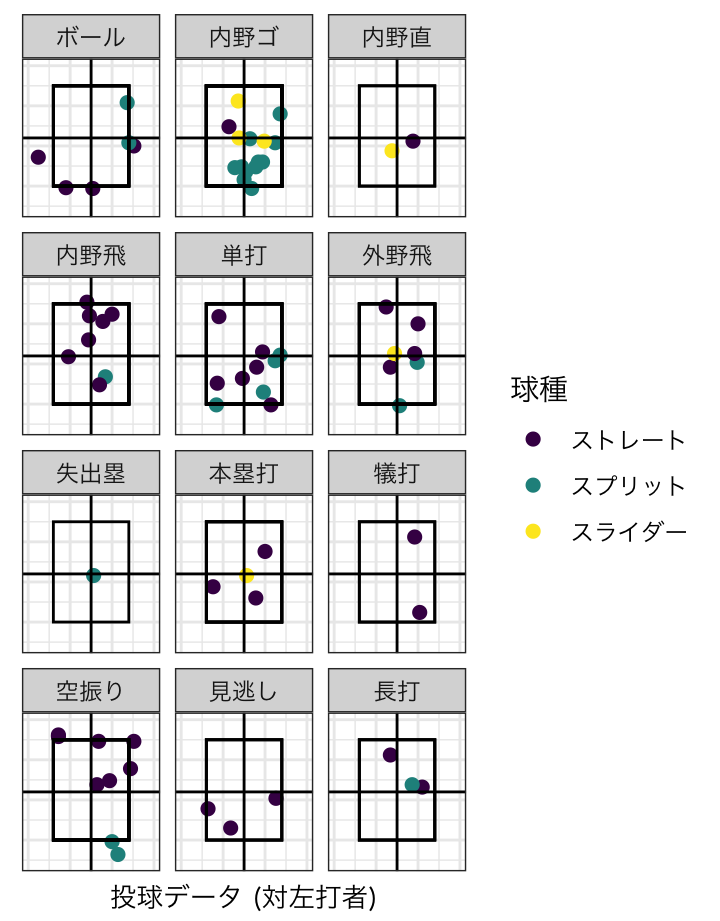 ボール
内野ゴ
内野直
内野飛
単打
外野飛
失出塁
本塁打
犠打
空振り
見逃し
長打
球種
ストレート
スプリット
スライダー
投球データ (対左打者)